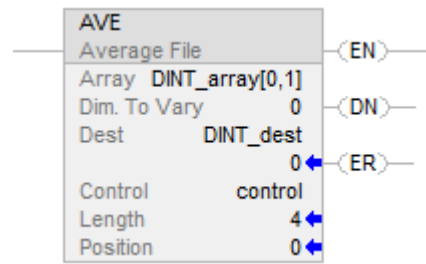 AVE
Average File
EN
Array DINT_array[0,1]
Dim. To Vary 0
DN
Dest DINT_dest
0
ER
Control control
Length 4
Position 0